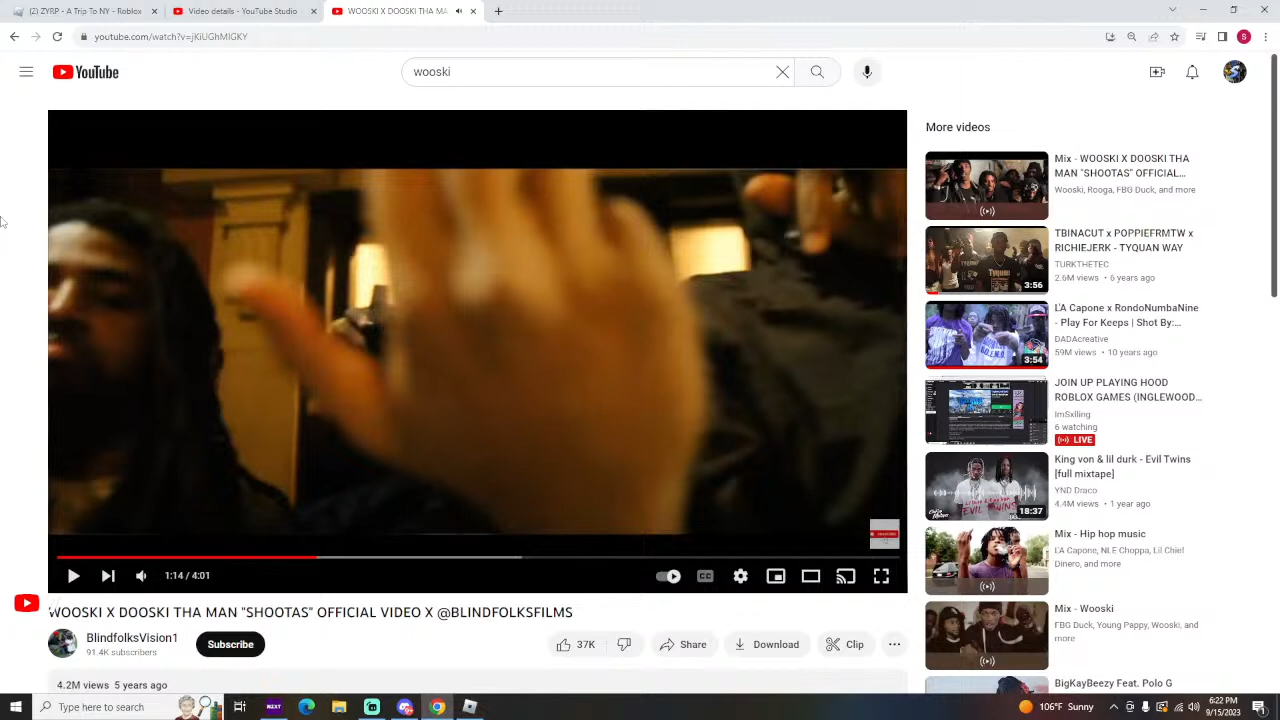 (2) ZYRP - A Trip To NY - Roblox
Video details - YouTube Studio
WOOSKI X DOOSKI THA MA
youtube.com/watch?v=jKiUGhMIGKY
S
YouTube
wooski
More videos
Mix - WOOSKI X DOOSKI THA
MAN "SHOOTAS" OFFICIAL...
Wooski, Rooga, FBG Duck, and more
TBINACUT x POPPIEFRMTW x
RICHIEJERK - TYQUAN WAY
TURKTHETEC
2.6M views • 6 years ago
3:56
L'A Capone x RondoNumbaNine
- Play For Keeps | Shot By:...
DADAcreative
59M views • 10 years ago
3:54
JOIN UP PLAYING HOOD
ROBLOX GAMES (INGLEWOOD...
ImSxlling
6 watching
LIVE
King von & lil durk - Evil Twins
[full mixtape]
YND Draco
4.4M views • 1 year ago
EVIL TWINS
18:37
Mix - Hip hop music
L'A Capone, NLE Choppa, Lil Chief
Dinero, and more
Mix - Wooski
FBG Duck, Young Pappy, Wooski, and
more
BigKayBeezy Feat. Polo G
1:14 / 4:01
CC
WOOSKI X DOOSKI THA MAN "SHOOTAS" OFFICIAL VIDEO X @BLINDFOLKSFILMS
BlindfolksVision1
91.4K subscribers
Subscribe
37K
Share
Download
Clip
4.2M views 5 years ago
Type here to search
NZXT
106°F Sunny
6:22 PM
9/15/2023